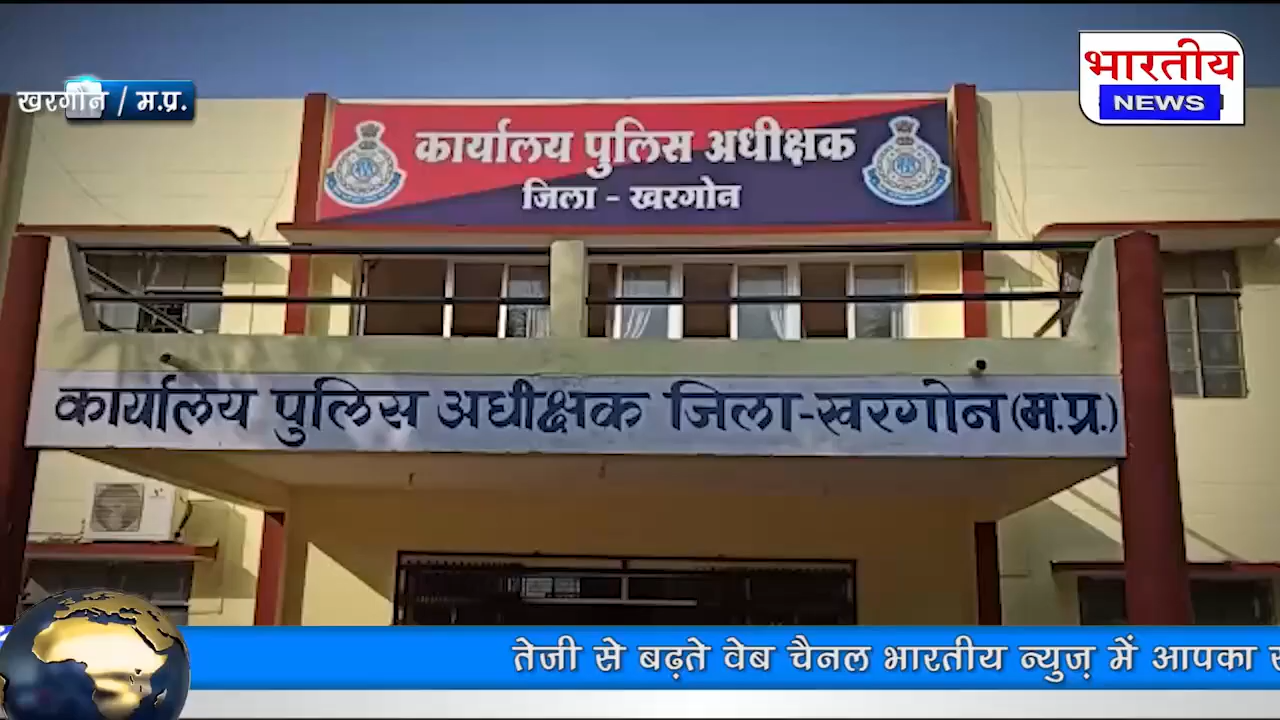 भारतीय
NEWS
खरगौन / म.प्र.
कार्यालय पुलिस अधीक्षक
जिला - खरगोन
कार्यालय पुलिस अधीक्षक जिला-खरगोन (म.प्र.)
तेजी से बढ़ते वेब चैनल भारतीय न्युज़ में आपका